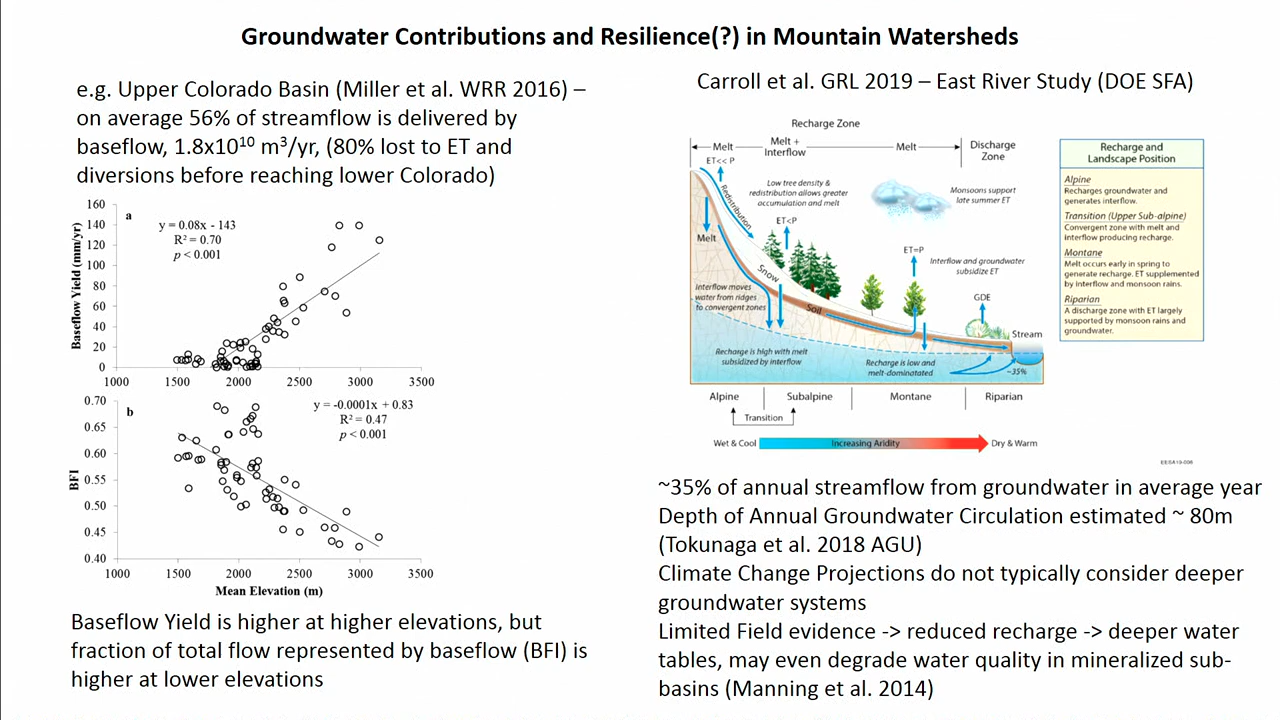 Groundwater Contributions and Resilience(?) in Mountain Watersheds
e.g. Upper Colorado Basin (Miller et al. WRR 2016) –
on average 56% of streamflow is delivered by
baseflow, 1.8x10¹⁰ m³/yr, (80% lost to ET and
diversions before reaching lower Colorado)
160
140
120
100
80
60
40
20
0
Baseflow Yield (mm/yr)
a
y = 0.08x - 143
R² = 0.70
p < 0.001
1000 1500 2000 2500 3000 3500
0.70
0.65
0.60
0.55
0.50
0.45
0.40
BFI
b
y = -0.0001x + 0.83
R² = 0.47
p < 0.001
1000 1500 2000 2500 3000 3500
Mean Elevation (m)
Baseflow Yield is higher at higher elevations, but
fraction of total flow represented by baseflow (BFI) is
higher at lower elevations
Carroll et al. GRL 2019 – East River Study (DOE SFA)
Recharge Zone
Melt
Melt +
Interflow
Melt
Discharge
Zone
ET<< P
Redistribution
Low tree density &
redistribution allows greater
accumulation and melt
Monsoons support
late summer ET
ET<P
Melt
Snow
ET=P
Interflow and groundwater
subsidize ET
Interflow moves
water from ridges
to convergent zones
Soil
GDE
Stream
Recharge is high with melt
subsidized by interflow
Recharge is low and
melt-dominatated
~35%
Alpine
Subalpine
Montane
Riparian
Transition
Wet & Cool
Increasing Aridity
Dry & Warm
Recharge and
Landscape Position
Alpine
Recharges groundwater and
generates interflow.
Transition (Upper Sub-alpine)
Convergent zone with melt and
interflow producing recharge.
Montane
Melt occurs early in spring to
generate recharge. ET supplemented
by interflow and monsoon rains.
Riparian
A discharge zone with ET largely
supported by monsoon rains and
groundwater.
EESA19-008
~35% of annual streamflow from groundwater in average year
Depth of Annual Groundwater Circulation estimated ~ 80m
(Tokunaga et al. 2018 AGU)
Climate Change Projections do not typically consider deeper
groundwater systems
Limited Field evidence -> reduced recharge -> deeper water
tables, may even degrade water quality in mineralized sub-
basins (Manning et al. 2014)